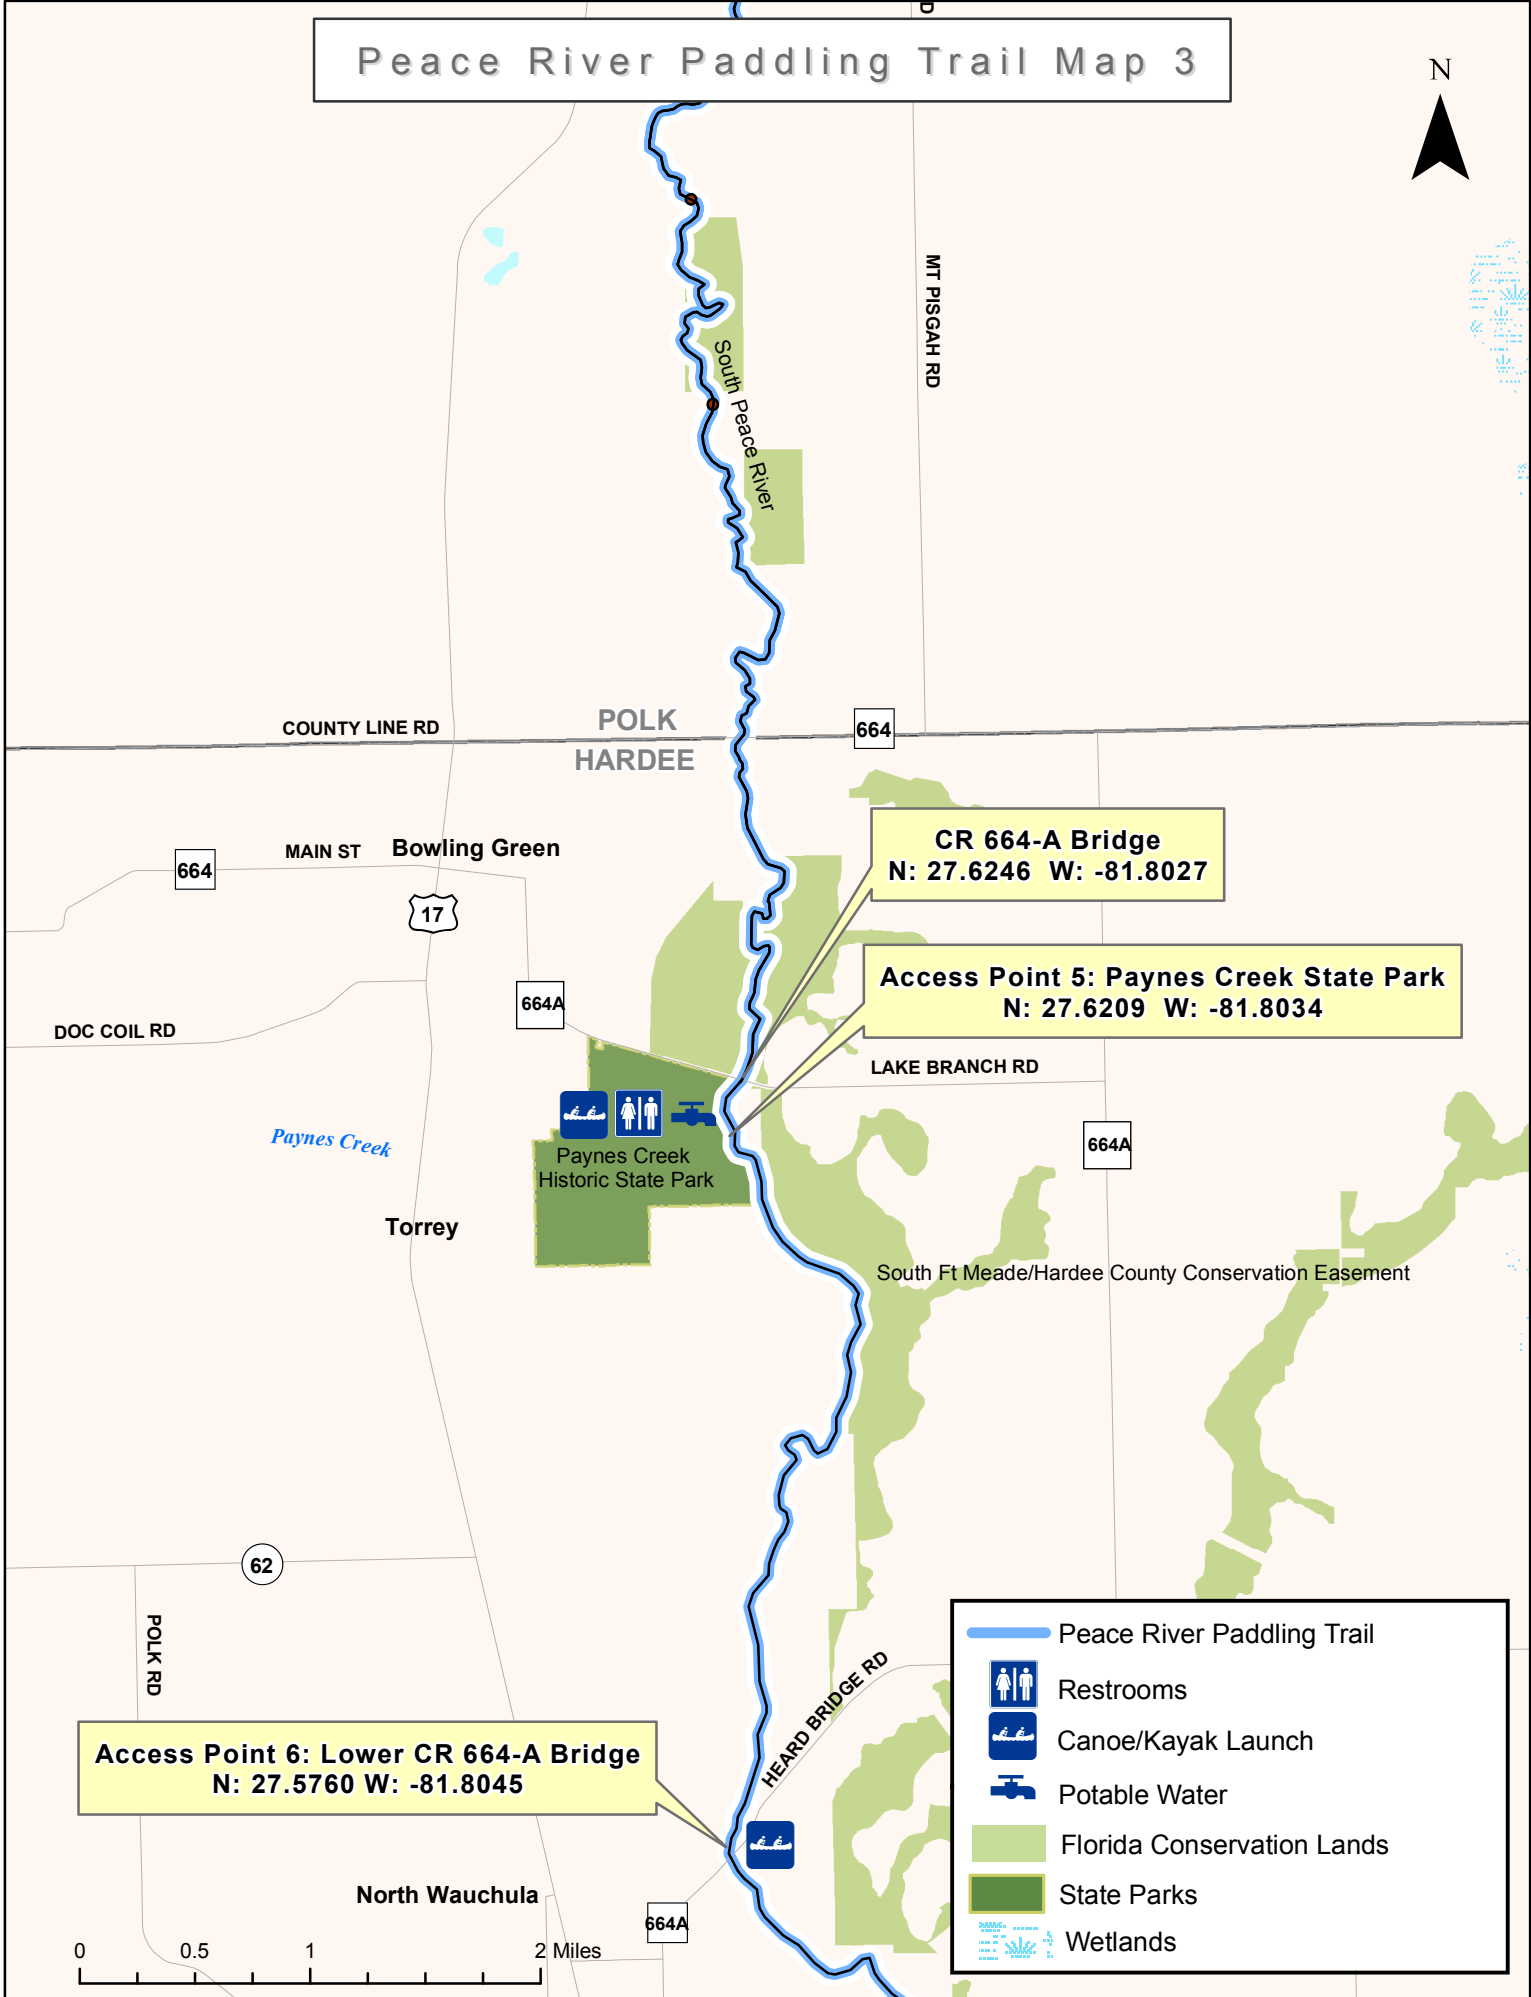 D
Peace River Paddling Trail Map 3
N
MT PISGAH RD
South Peace River
COUNTY LINE RD
POLK
HARDEE
664
MAIN ST
Bowling Green
664
17
CR 664-A Bridge
N: 27.6246 W: -81.8027
Access Point 5: Paynes Creek State Park
N: 27.6209 W: -81.8034
664A
DOC COIL RD
LAKE BRANCH RD
Paynes Creek
664A
Paynes Creek
Historic State Park
Torrey
South Ft Meade/Hardee County Conservation Easement
62
POLK RD
HEARD BRIDGE RD
Access Point 6: Lower CR 664-A Bridge
N: 27.5760 W: -81.8045
North Wauchula
664A
0 0.5 1 2 Miles
Peace River Paddling Trail
Restrooms
Canoe/Kayak Launch
Potable Water
Florida Conservation Lands
State Parks
Wetlands